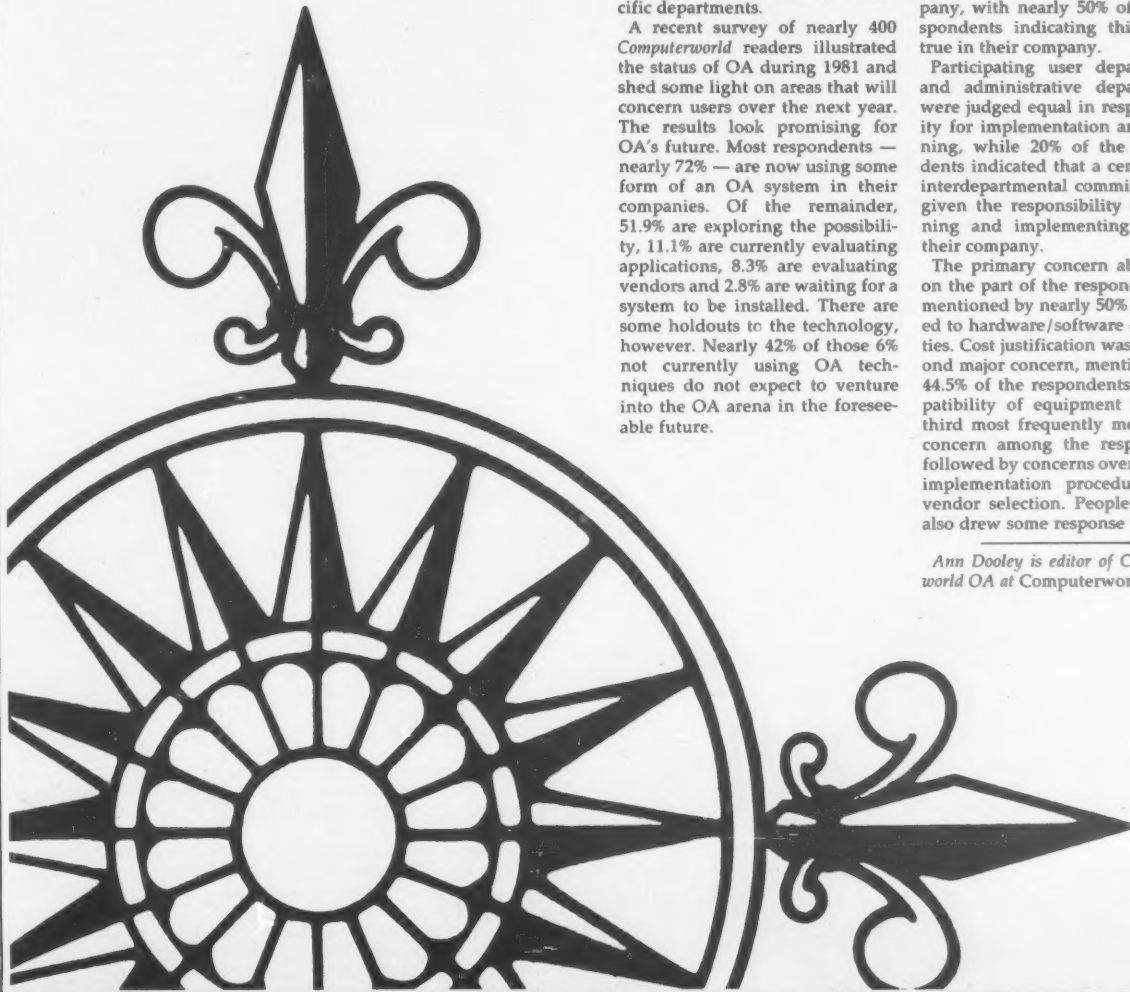 cific departments.
A recent survey of nearly 400
Computerworld readers illustrated
the status of OA during 1981 and
shed some light on areas that will
concern users over the next year.
The results look promising for
OA's future. Most respondents —
nearly 72% — are now using some
form of an OA system in their
companies. Of the remainder,
51.9% are exploring the possibili-
ty, 11.1% are currently evaluating
applications, 8.3% are evaluating
vendors and 2.8% are waiting for a
system to be installed. There are
some holdouts to the technology,
however. Nearly 42% of those 6%
not currently using OA tech-
niques do not expect to venture
into the OA arena in the foresee-
able future.
pany, with nearly 50% of
spondents indicating thi
true in their company.
Participating user depa
and administrative depa
were judged equal in resp
ity for implementation ar
ning, while 20% of the
dents indicated that a cer
interdepartmental commi
given the responsibility
ning and implementing
their company.
The primary concern al
on the part of the respon
mentioned by nearly 50%
ed to hardware/software
ties. Cost justification was
ond major concern, menti
44.5% of the respondents
patibility of equipment
third most frequently me
concern among the resp
followed by concerns over
implementation procedu
vendor selection. People
also drew some response
Ann Dooley is editor of C
world OA at Computerwor